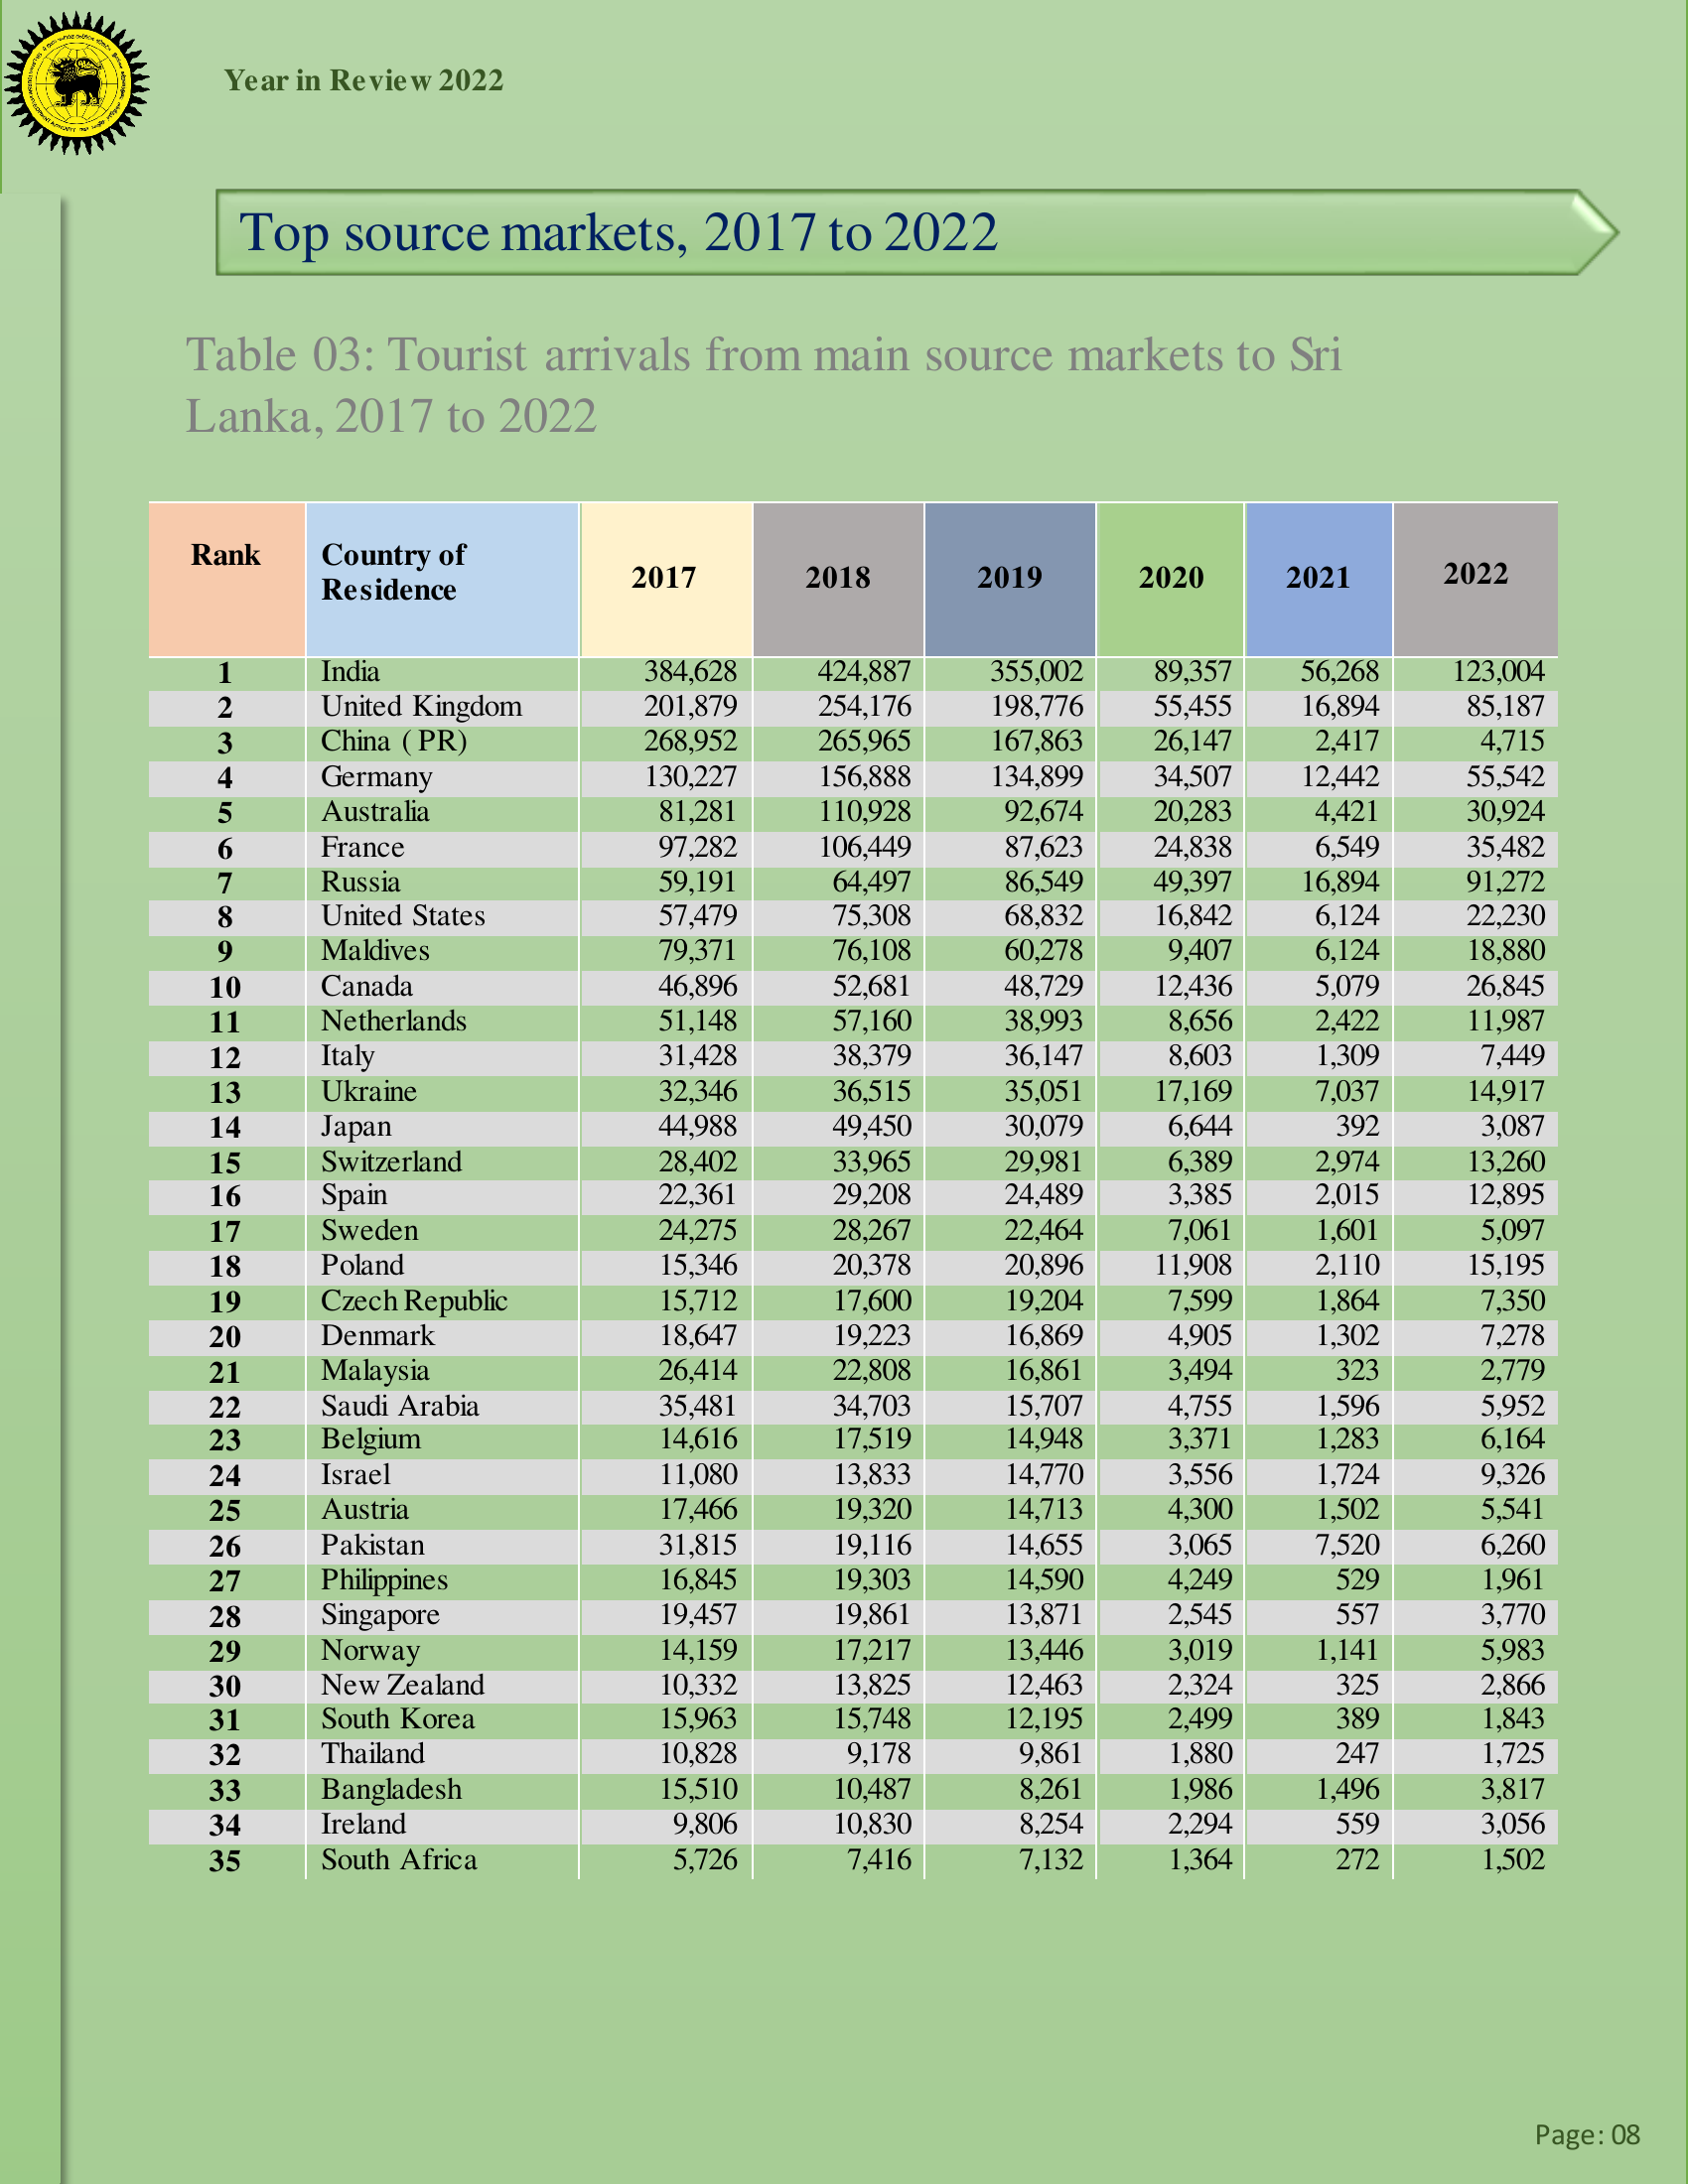 Year in Review 2022
Top source markets, 2017 to 2022
Table 03: Tourist arrivals from main source markets to Sri
Lanka, 2017 to 2022
Rank Country of Residence 2017 2018 2019 2020 2021 2022
1 India 384,628 424,887 355,002 89,357 56,268 123,004
2 United Kingdom 201,879 254,176 198,776 55,455 16,894 85,187
3 China ( PR) 268,952 265,965 167,863 26,147 2,417 4,715
4 Germany 130,227 156,888 134,899 34,507 12,442 55,542
5 Australia 81,281 110,928 92,674 20,283 4,421 30,924
6 France 97,282 106,449 87,623 24,838 6,549 35,482
7 Russia 59,191 64,497 86,549 49,397 16,894 91,272
8 United States 57,479 75,308 68,832 16,842 6,124 22,230
9 Maldives 79,371 76,108 60,278 9,407 6,124 18,880
10 Canada 46,896 52,681 48,729 12,436 5,079 26,845
11 Netherlands 51,148 57,160 38,993 8,656 2,422 11,987
12 Italy 31,428 38,379 36,147 8,603 1,309 7,449
13 Ukraine 32,346 36,515 35,051 17,169 7,037 14,917
14 Japan 44,988 49,450 30,079 6,644 392 3,087
15 Switzerland 28,402 33,965 29,981 6,389 2,974 13,260
16 Spain 22,361 29,208 24,489 3,385 2,015 12,895
17 Sweden 24,275 28,267 22,464 7,061 1,601 5,097
18 Poland 15,346 20,378 20,896 11,908 2,110 15,195
19 Czech Republic 15,712 17,600 19,204 7,599 1,864 7,350
20 Denmark 18,647 19,223 16,869 4,905 1,302 7,278
21 Malaysia 26,414 22,808 16,861 3,494 323 2,779
22 Saudi Arabia 35,481 34,703 15,707 4,755 1,596 5,952
23 Belgium 14,616 17,519 14,948 3,371 1,283 6,164
24 Israel 11,080 13,833 14,770 3,556 1,724 9,326
25 Austria 17,466 19,320 14,713 4,300 1,502 5,541
26 Pakistan 31,815 19,116 14,655 3,065 7,520 6,260
27 Philippines 16,845 19,303 14,590 4,249 529 1,961
28 Singapore 19,457 19,861 13,871 2,545 557 3,770
29 Norway 14,159 17,217 13,446 3,019 1,141 5,983
30 New Zealand 10,332 13,825 12,463 2,324 325 2,866
31 South Korea 15,963 15,748 12,195 2,499 389 1,843
32 Thailand 10,828 9,178 9,861 1,880 247 1,725
33 Bangladesh 15,510 10,487 8,261 1,986 1,496 3,817
34 Ireland 9,806 10,830 8,254 2,294 559 3,056
35 South Africa 5,726 7,416 7,132 1,364 272 1,502
Page: 08